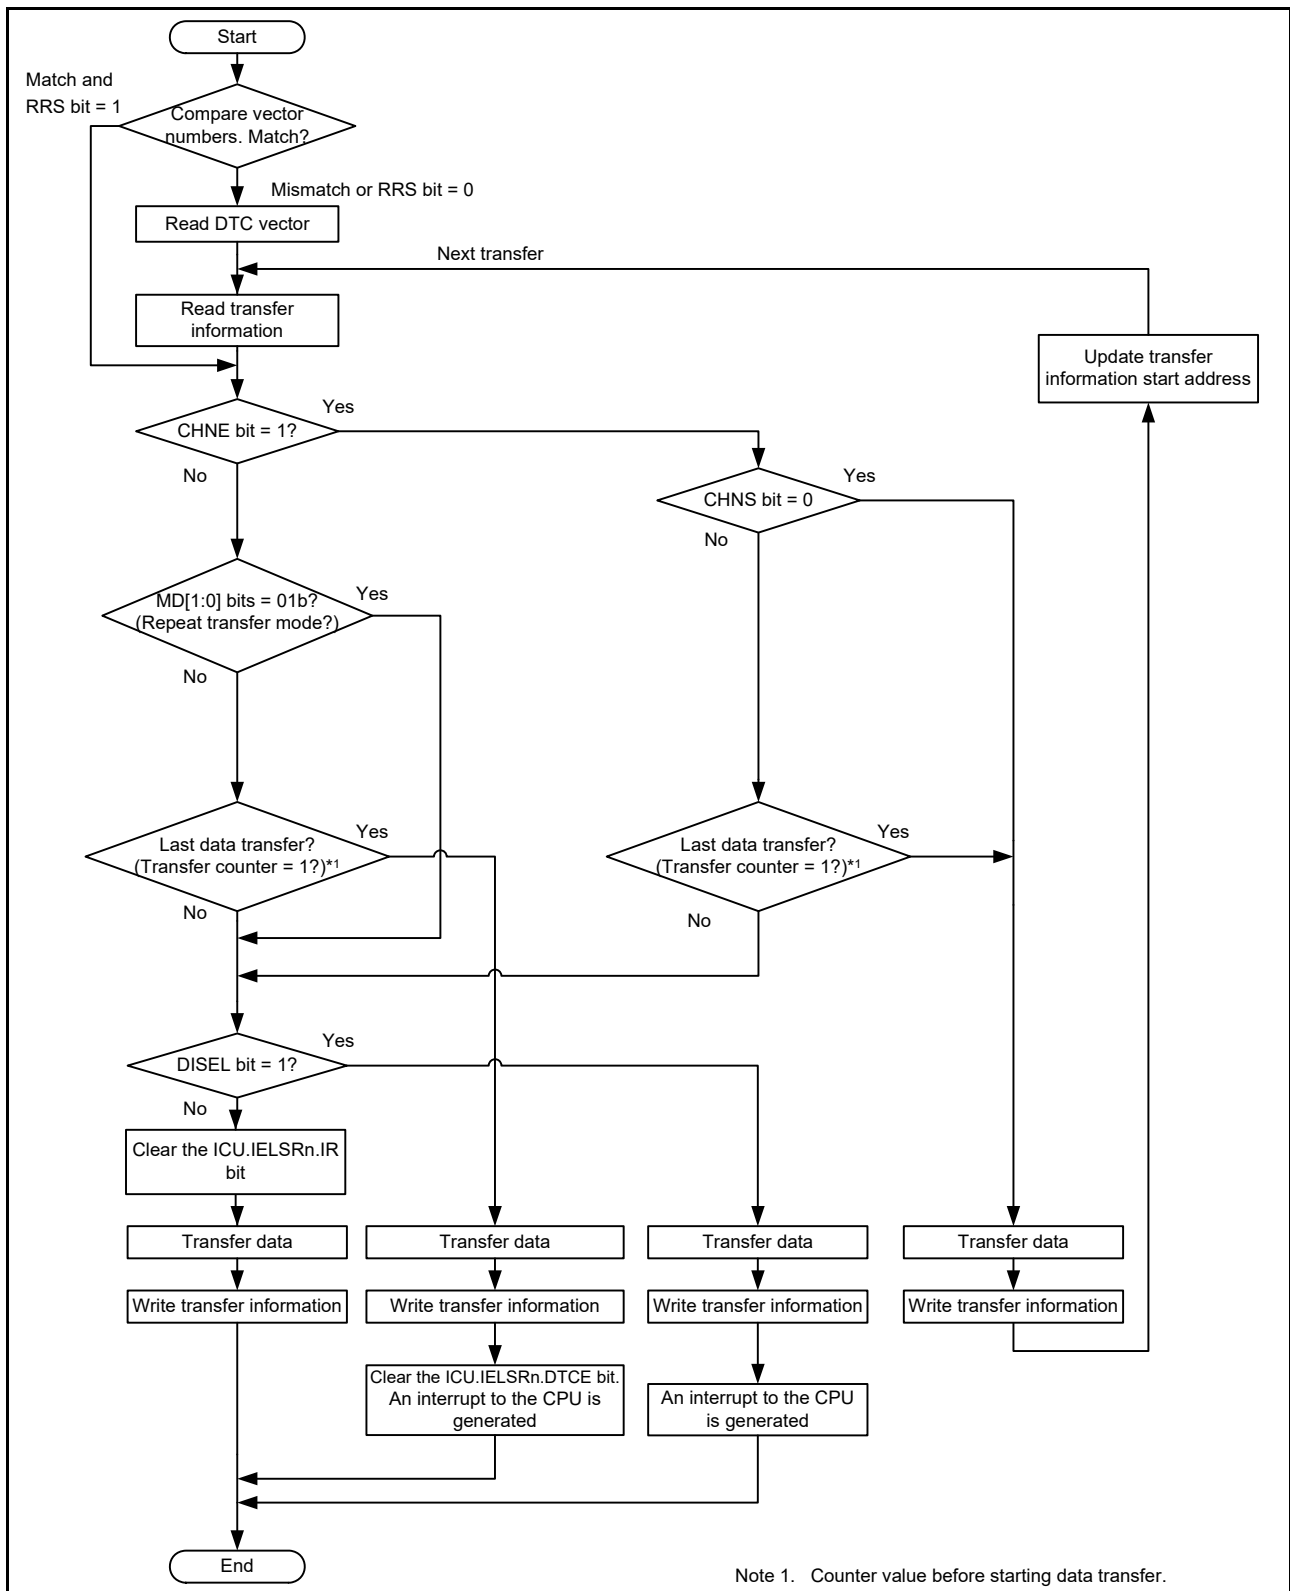 Start
Match and
RRS bit = 1
Compare vector
numbers. Match?
Mismatch or RRS bit = 0
Read DTC vector
Next transfer
Read transfer
information
Update transfer
information start address
CHNE bit = 1?
Yes
No
CHNS bit = 0
Yes
No
MD[1:0] bits = 01b?
(Repeat transfer mode?)
Yes
No
Last data transfer?
(Transfer counter = 1?)*1
Yes
No
Last data transfer?
(Transfer counter = 1?)*1
Yes
No
DISEL bit = 1?
Yes
No
Clear the ICU.IELSRn.IR
bit
Transfer data
Transfer data
Transfer data
Transfer data
Write transfer information
Write transfer information
Write transfer information
Write transfer information
Clear the ICU.IELSRn.DTCE bit.
An interrupt to the CPU is
generated
An interrupt to the CPU
is generated
End
Note 1. Counter value before starting data transfer.